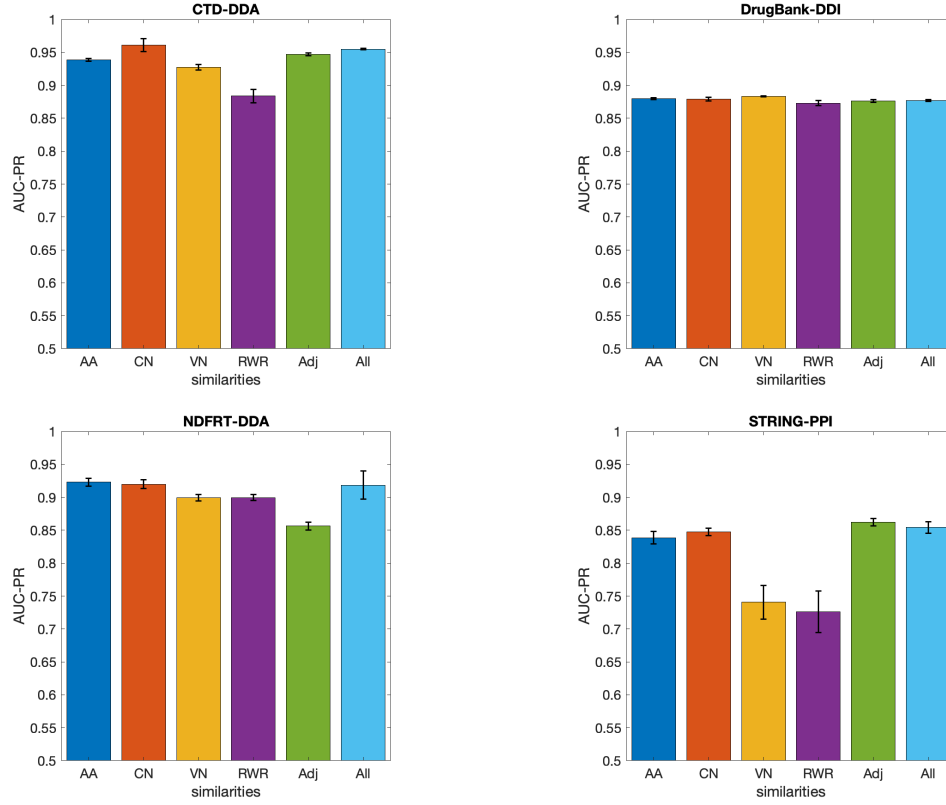 CTD-DDA
1
0.95
0.9
0.85
0.8
0.75
0.7
0.65
0.6
0.55
0.5
AUC-PR
AA CN VN RWR Adj All
similarities
DrugBank-DDI
1
0.95
0.9
0.85
0.8
0.75
0.7
0.65
0.6
0.55
0.5
AUC-PR
AA CN VN RWR Adj All
similarities
NDFRT-DDA
1
0.95
0.9
0.85
0.8
0.75
0.7
0.65
0.6
0.55
0.5
AUC-PR
AA CN VN RWR Adj All
similarities
STRING-PPI
1
0.95
0.9
0.85
0.8
0.75
0.7
0.65
0.6
0.55
0.5
AUC-PR
AA CN VN RWR Adj All
similarities